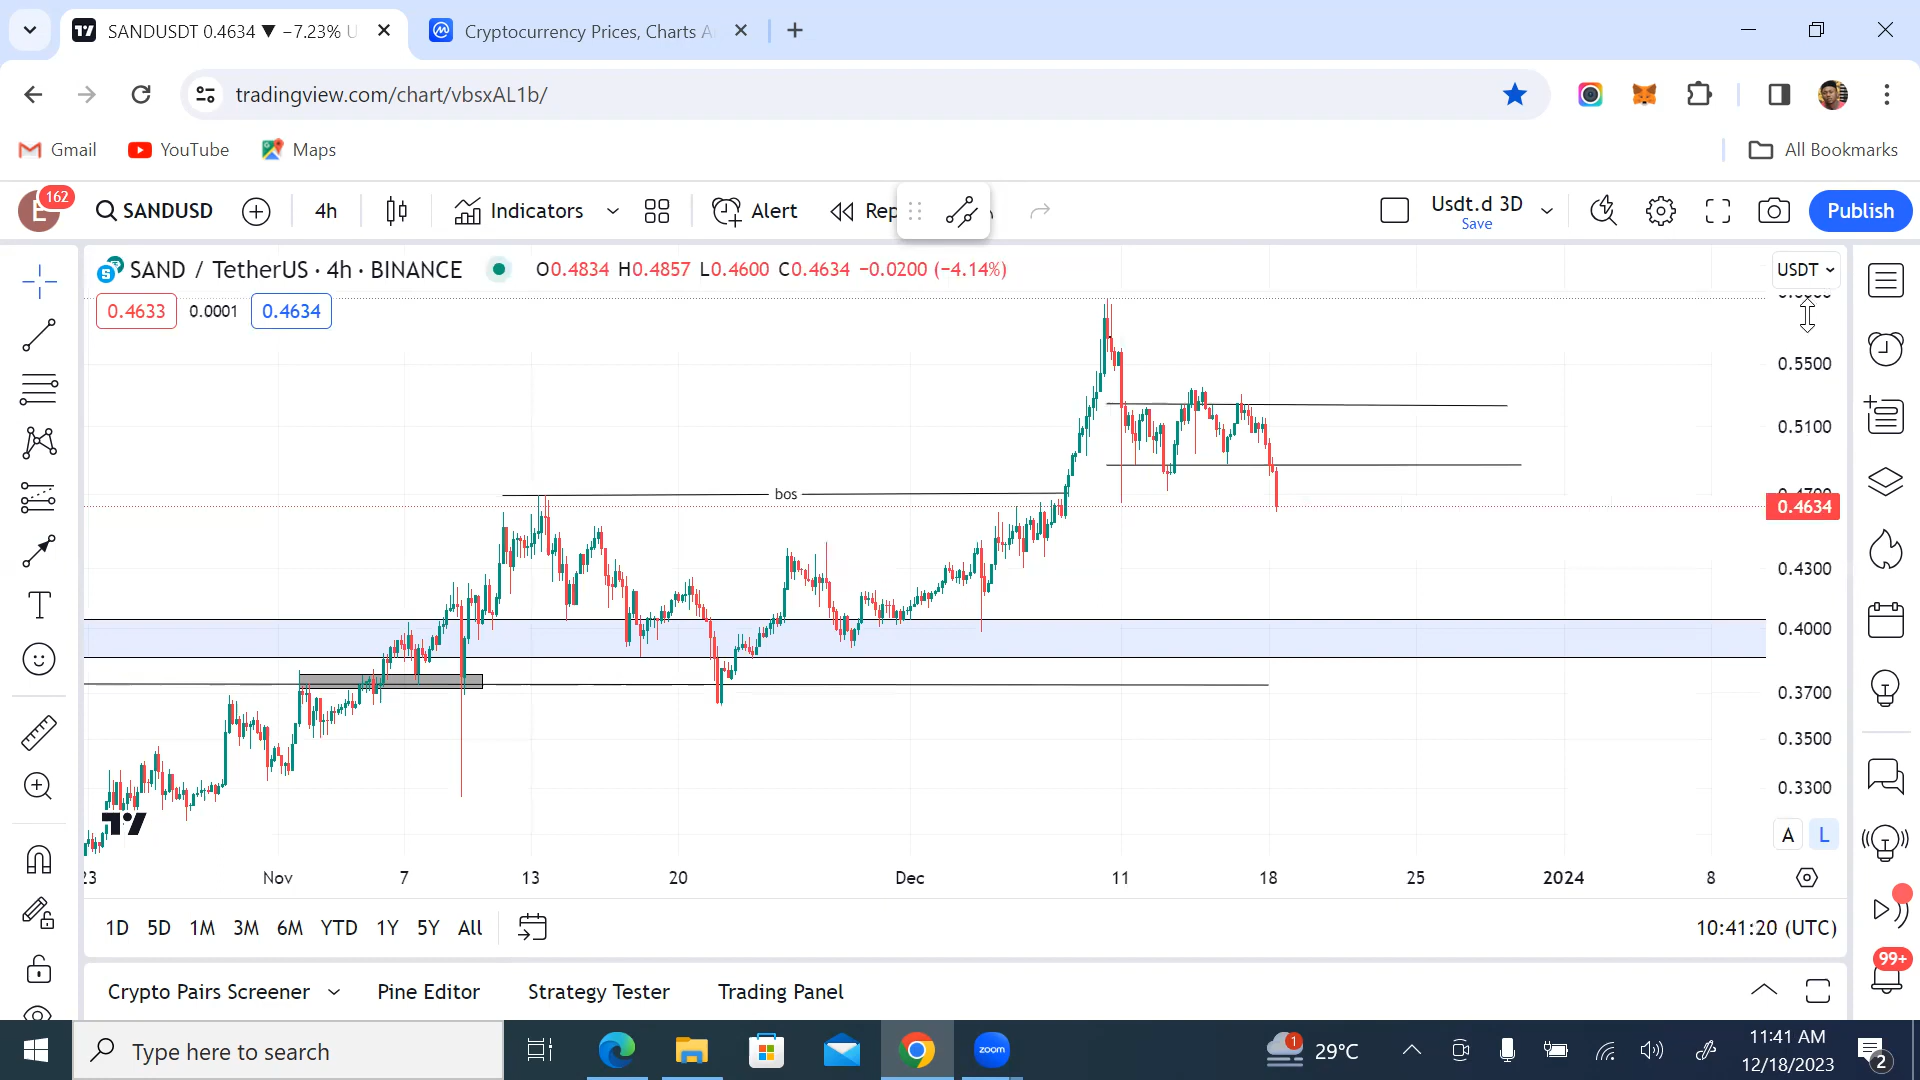 SANDUSDT 0.4634 ▼ −7.23% U
Cryptocurrency Prices, Charts A
tradingview.com/chart/vbsxAL1b/
Gmail
YouTube
Maps
All Bookmarks
E
162
SANDUSD
4h
Indicators
Alert
Rep
Usdt.d 3D
Save
Publish
SAND / TetherUS · 4h · BINANCE
O0.4834 H0.4857 L0.4600 C0.4634 −0.0200 (−4.14%)
USDT
0.4633
0.0001
0.4634
0.5500
0.5100
bos
0.4700
0.4634
0.4300
0.4000
0.3700
0.3500
0.3300
A
L
23
Nov
7
13
20
Dec
11
18
25
2024
8
1D
5D
1M
3M
6M
YTD
1Y
5Y
All
10:41:20 (UTC)
99+
Crypto Pairs Screener
Pine Editor
Strategy Tester
Trading Panel
Type here to search
zoom
1
29°C
11:41 AM
12/18/2023
2